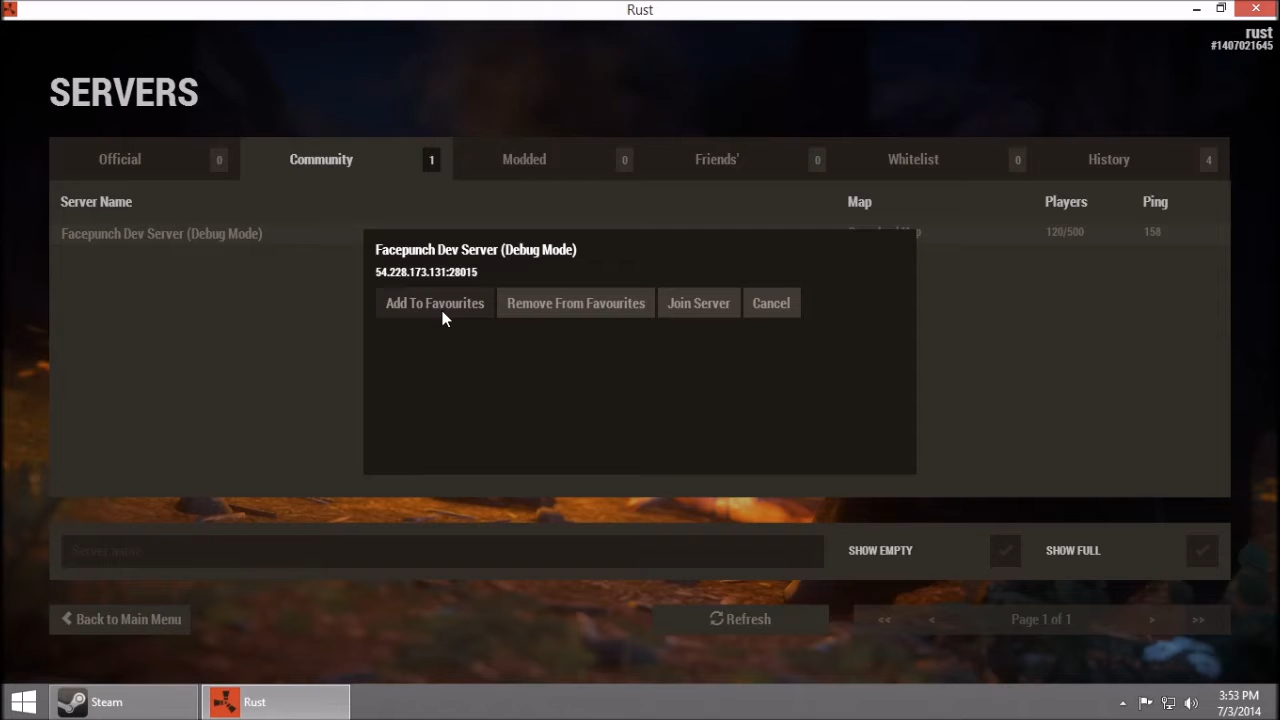 Rust
rust
#1407021645
SERVERS
Official 0 Community 1 Modded 0 Friends' 0 Whitelist 0 History 4
Server Name Map Players Ping
Facepunch Dev Server (Debug Mode) 120/500 158
Facepunch Dev Server (Debug Mode)
54.228.173.131:28015
Add To Favourites Remove From Favourites Join Server Cancel
SHOW EMPTY SHOW FULL
Back to Main Menu Refresh << < Page 1 of 1 > >>
Steam Rust 3:53 PM
7/3/2014